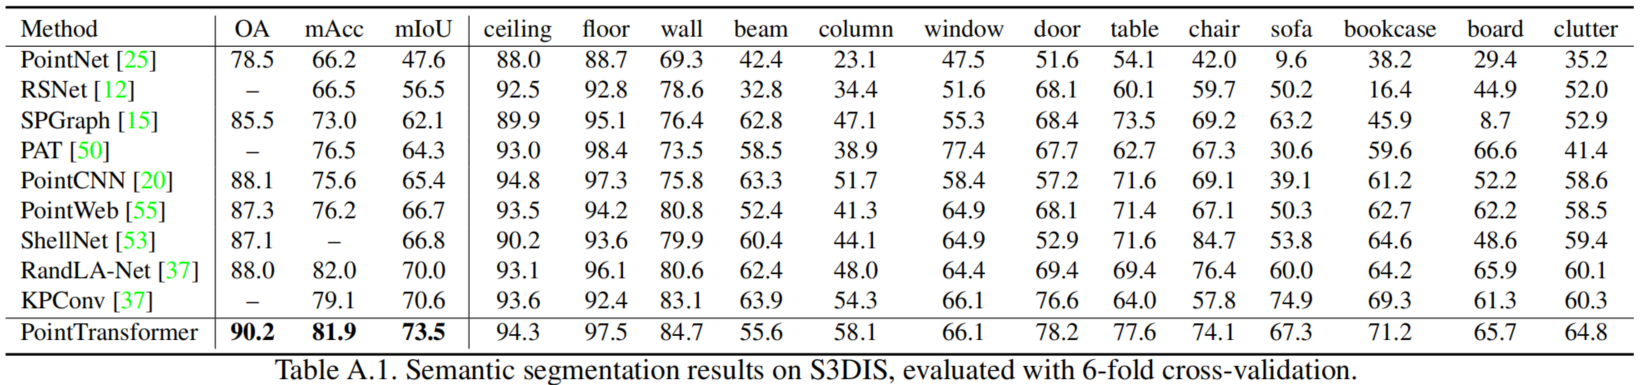 Method OA mAcc mIoU ceiling floor wall beam column window door table chair sofa bookcase board clutter
PointNet [25] 78.5 66.2 47.6 88.0 88.7 69.3 42.4 23.1 47.5 51.6 54.1 42.0 9.6 38.2 29.4 35.2
RSNet [12] – 66.5 56.5 92.5 92.8 78.6 32.8 34.4 51.6 68.1 60.1 59.7 50.2 16.4 44.9 52.0
SPGraph [15] 85.5 73.0 62.1 89.9 95.1 76.4 62.8 47.1 55.3 68.4 73.5 69.2 63.2 45.9 8.7 52.9
PAT [50] – 76.5 64.3 93.0 98.4 73.5 58.5 38.9 77.4 67.7 62.7 67.3 30.6 59.6 66.6 41.4
PointCNN [20] 88.1 75.6 65.4 94.8 97.3 75.8 63.3 51.7 58.4 57.2 71.6 69.1 39.1 61.2 52.2 58.6
PointWeb [55] 87.3 76.2 66.7 93.5 94.2 80.8 52.4 41.3 64.9 68.1 71.4 67.1 50.3 62.7 62.2 58.5
ShellNet [53] 87.1 – 66.8 90.2 93.6 79.9 60.4 44.1 64.9 52.9 71.6 84.7 53.8 64.6 48.6 59.4
RandLA-Net [37] 88.0 82.0 70.0 93.1 96.1 80.6 62.4 48.0 64.4 69.4 69.4 76.4 60.0 64.2 65.9 60.1
KPConv [37] – 79.1 70.6 93.6 92.4 83.1 63.9 54.3 66.1 76.6 64.0 57.8 74.9 69.3 61.3 60.3
PointTransformer 90.2 81.9 73.5 94.3 97.5 84.7 55.6 58.1 66.1 78.2 77.6 74.1 67.3 71.2 65.7 64.8
Table A.1. Semantic segmentation results on S3DIS, evaluated with 6-fold cross-validation.